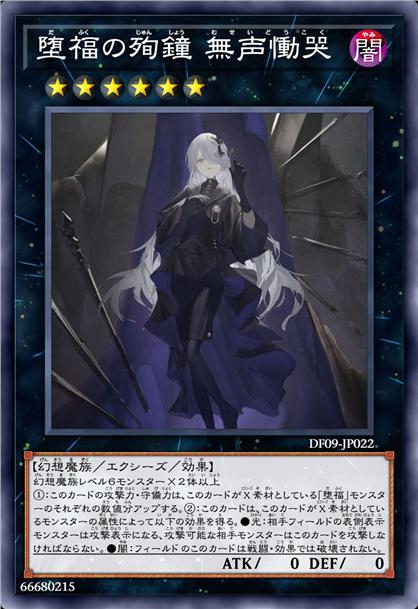 堕福の殉鐘 無声慟哭
闇
DF09-JP022
【幻想魔族／エクシーズ／効果】
幻想魔族レベル６モンスター×２体以上
①：このカードの攻撃力・守備力は、このカードがＸ素材としている「堕福」モンスタ
ーのそれぞれの数値分アップする。②：このカードは、このカードがＸ素材としてい
るモンスターの属性によって以下の効果を得る。●光：相手フィールドの表側表示
モンスターは攻撃表示になる、攻撃可能な相手モンスターはこのカードを攻撃しな
ければならない。●闇：フィールドのこのカードは戦闘・効果では破壊されない。
ATK/ 0 DEF/ 0
66680215